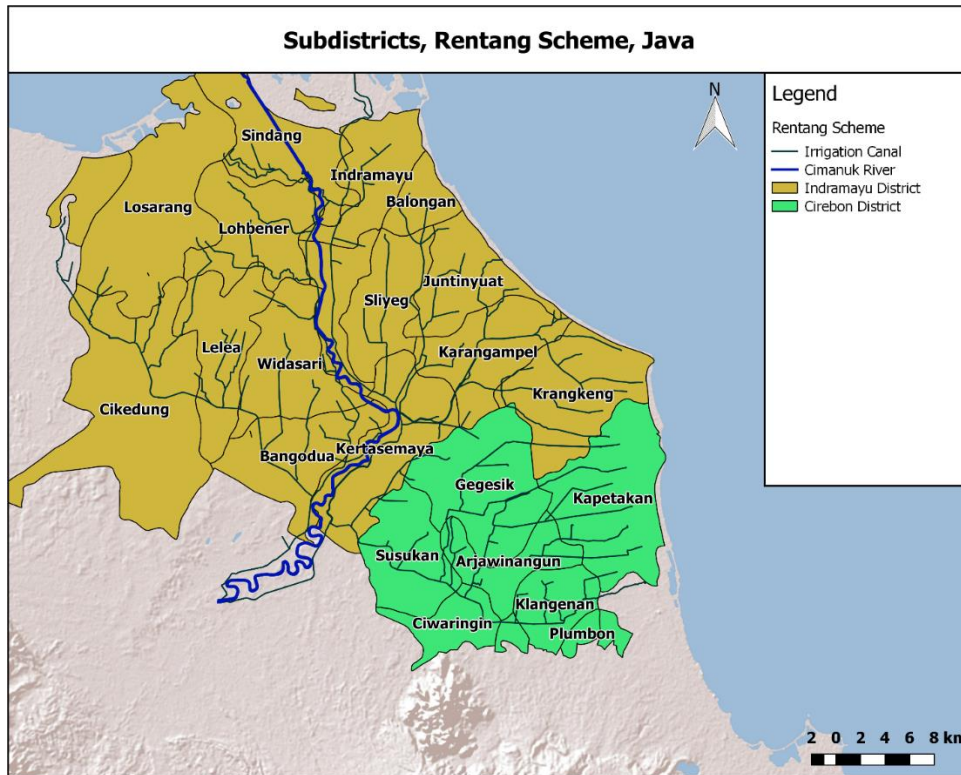 Subdistricts, Rentang Scheme, Java
N
Legend
Rentang Scheme
Irrigation Canal
Cimanuk River
Indramayu District
Cirebon District
Sindang
Indramayu
Losarang
Balongan
Lohbener
Juntinyuat
Sliyeg
Lelea
Widasari
Karangampel
Krangkeng
Cikedung
Kertasemaya
Bangodua
Gegesik
Kapetakan
Susukan
Arjawinangun
Klangenan
Ciwaringin
Plumbon
2 0 2 4 6 8 km